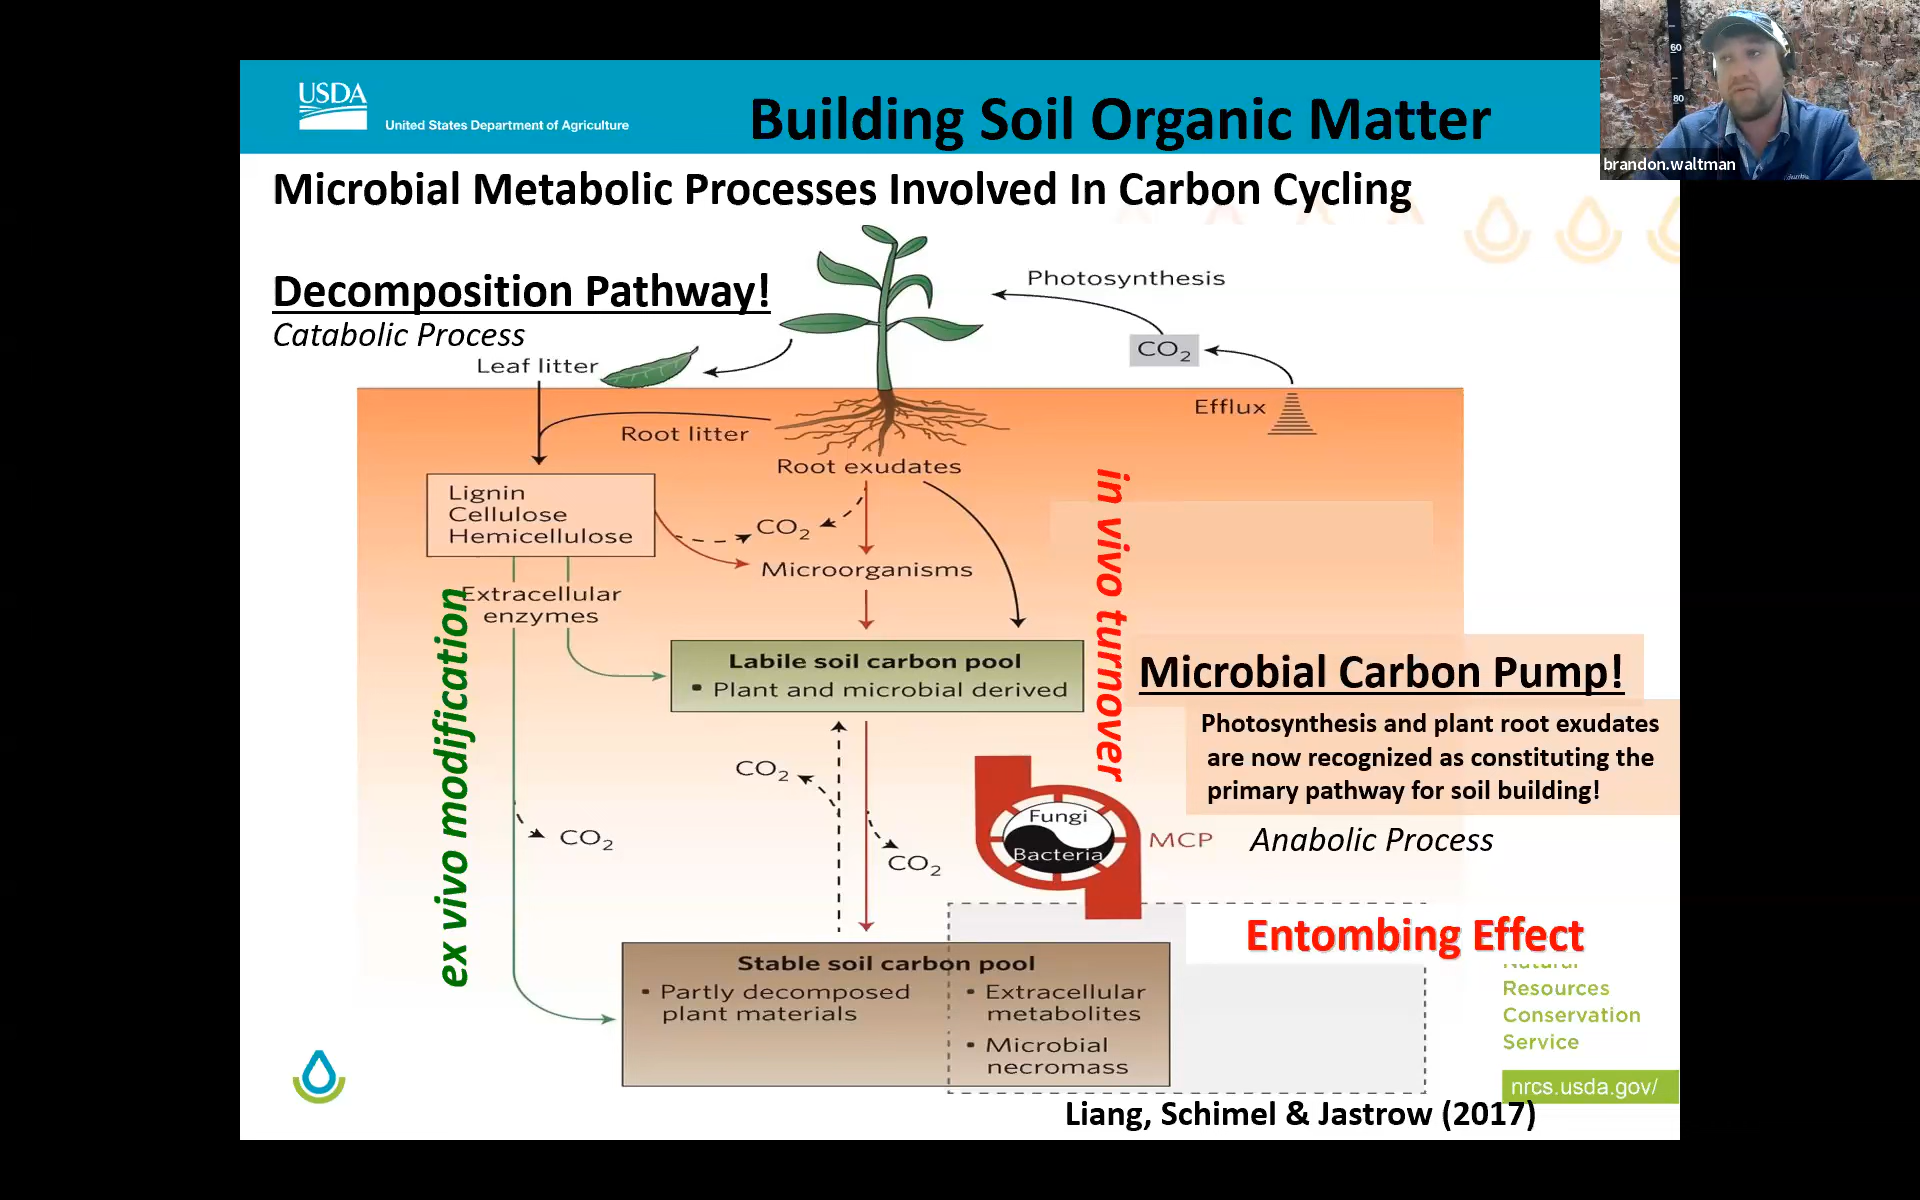 60
80
brandon.waltman
USDA
United States Department of Agriculture
Building Soil Organic Matter
Microbial Metabolic Processes Involved In Carbon Cycling
Decomposition Pathway!
Catabolic Process
Photosynthesis
CO2
Leaf litter
Efflux
Root litter
Root exudates
Lignin
Cellulose
Hemicellulose
CO2
Microorganisms
Extracellular
enzymes
ex vivo modification
in vivo turnover
Labile soil carbon pool
▪ Plant and microbial derived
Microbial Carbon Pump!
Photosynthesis and plant root exudates
are now recognized as constituting the
primary pathway for soil building!
CO2
CO2
CO2
Fungi
Bacteria
MCP
Anabolic Process
Entombing Effect
Stable soil carbon pool
▪ Partly decomposed
plant materials
▪ Extracellular
metabolites
▪ Microbial
necromass
Natural
Resources
Conservation
Service
nrcs.usda.gov/
Liang, Schimel & Jastrow (2017)